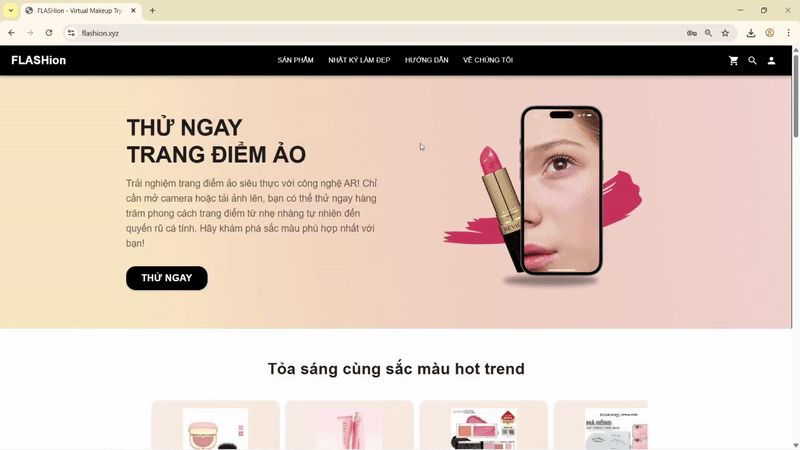 FLASHion - Virtual Makeup Try
flashion.xyz
FLASHion
SẢN PHẨM
NHẬT KÝ LÀM ĐẸP
HƯỚNG DẪN
VỀ CHÚNG TÔI
THỬ NGAY
TRANG ĐIỂM ẢO
Trải nghiệm trang điểm ảo siêu thực với công nghệ AR! Chỉ
cần mở camera hoặc tải ảnh lên, bạn có thể thử ngay hàng
trăm phong cách trang điểm từ nhẹ nhàng tự nhiên đến
quyến rũ cá tính. Hãy khám phá sắc màu phù hợp nhất với
bạn!
THỬ NGAY
Tỏa sáng cùng sắc màu hot trend
MÁ HỒNG